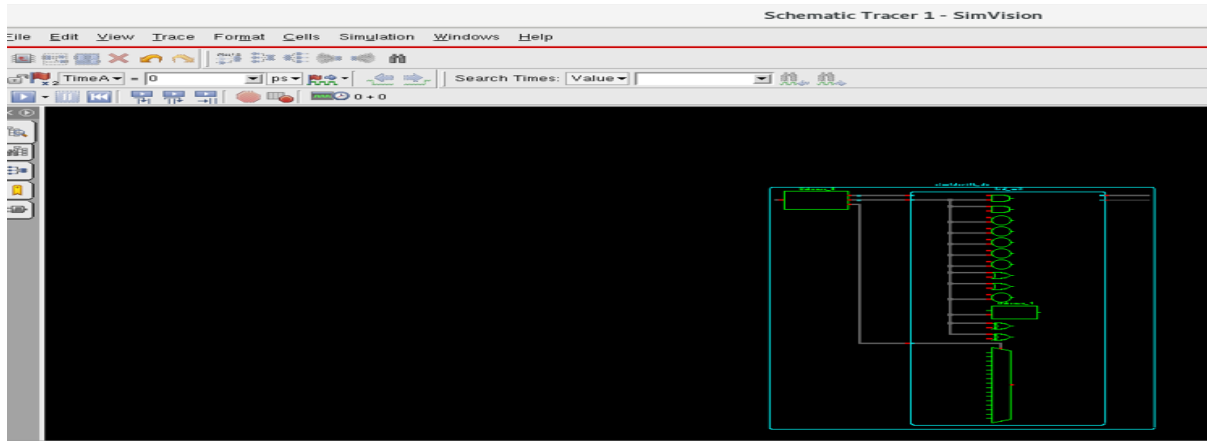 Schematic Tracer 1 - SimVision
File Edit View Trace Format Cells Simulation Windows Help
TimeA = 0 ps Search Times: Value
0 + 0